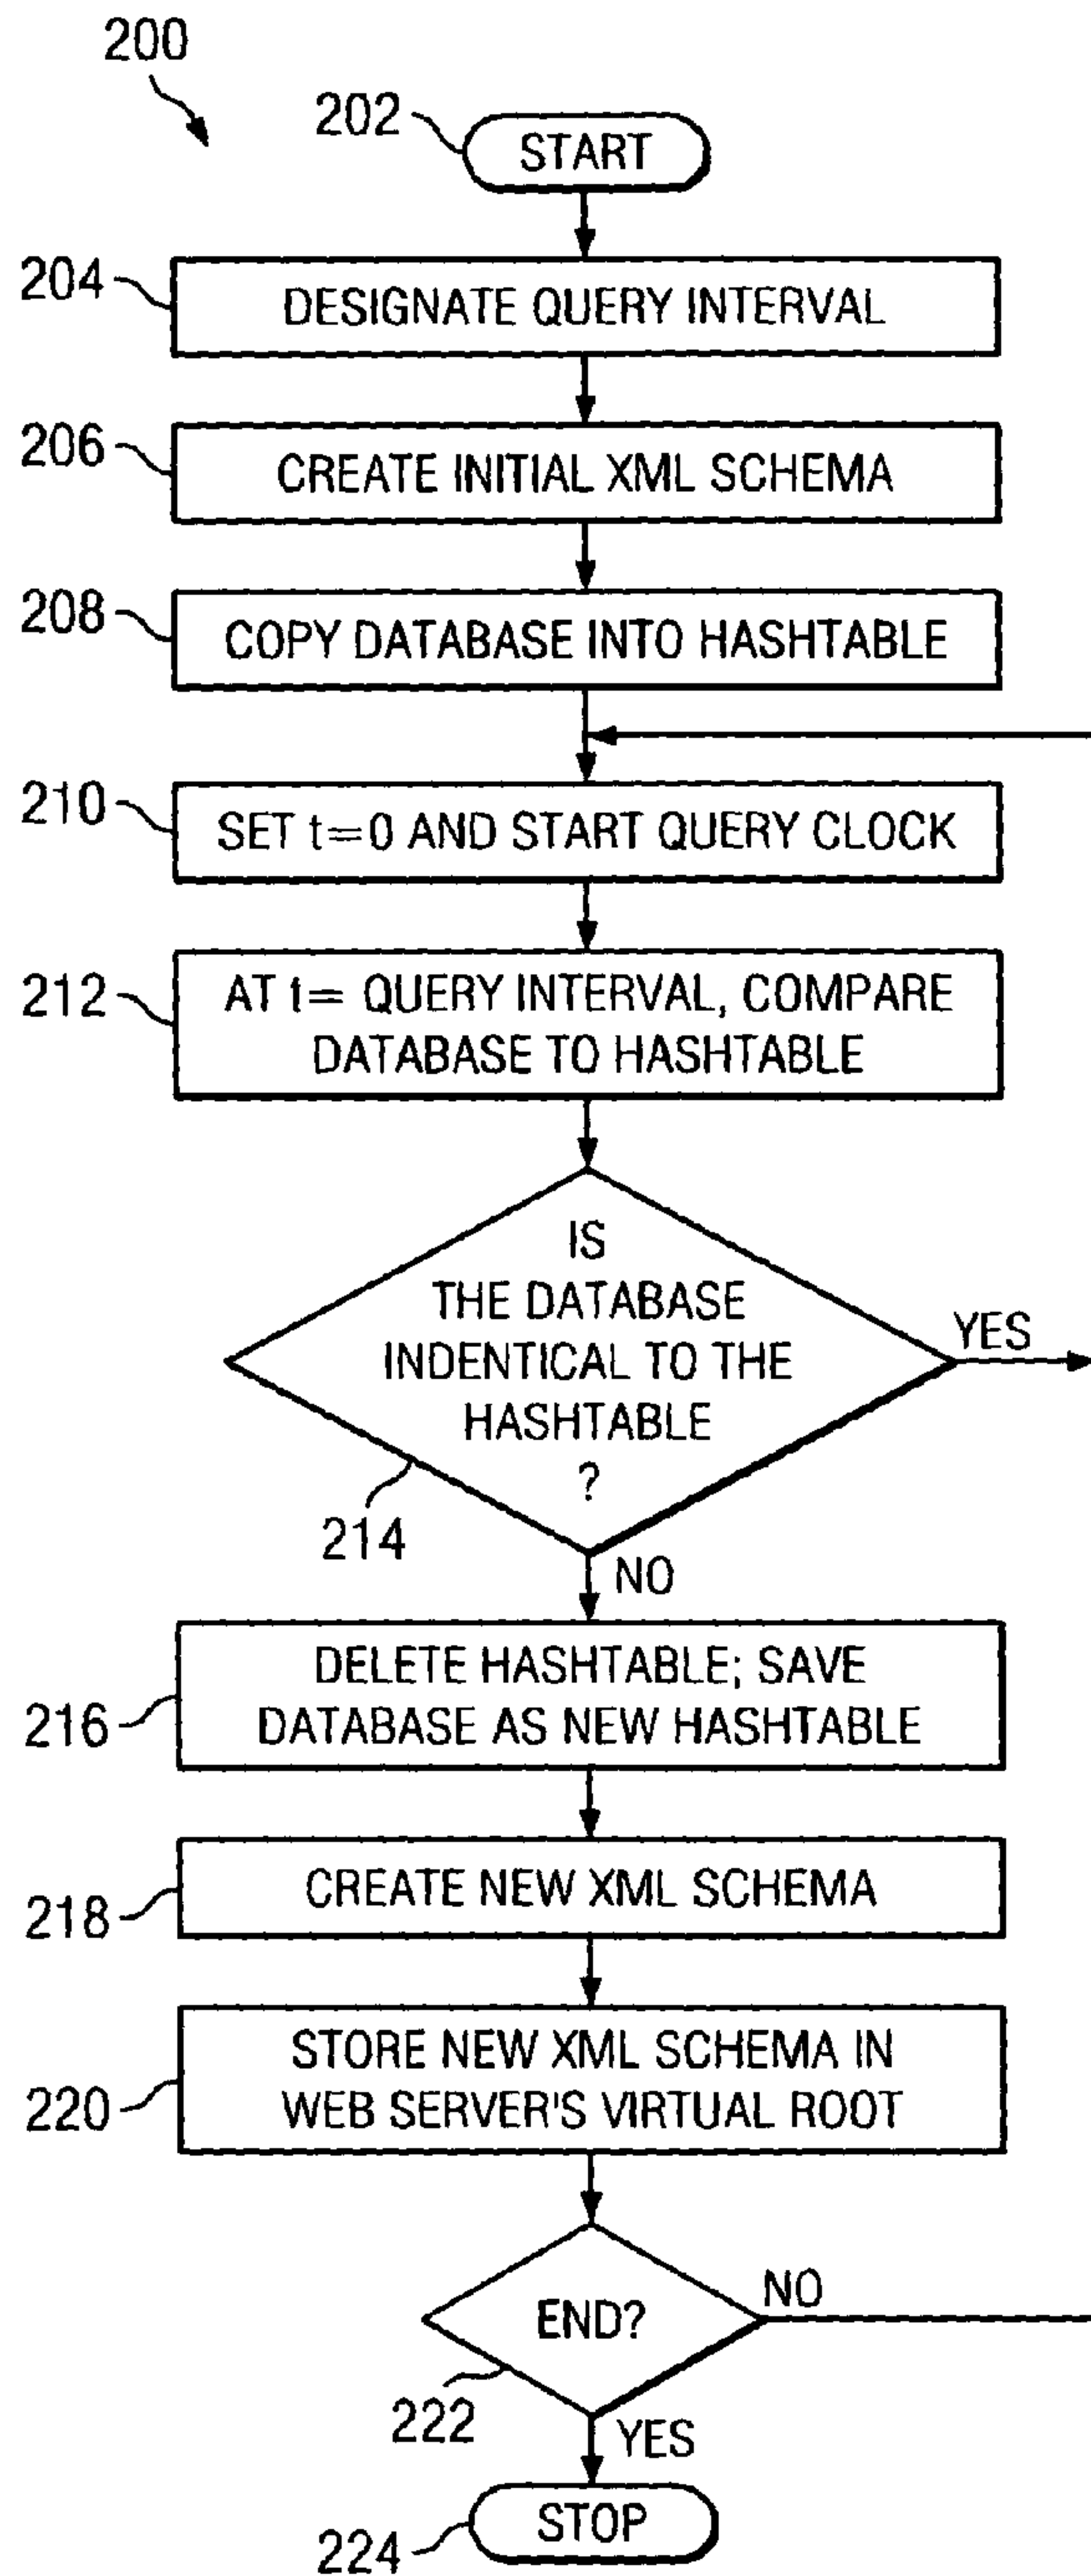 200
202
START
204
DESIGNATE QUERY INTERVAL
206
CREATE INITIAL XML SCHEMA
208
COPY DATABASE INTO HASHTABLE
210
SET t=0 AND START QUERY CLOCK
212
AT t= QUERY INTERVAL, COMPARE
DATABASE TO HASHTABLE
IS
THE DATABASE
INDENTICAL TO THE
HASHTABLE
?
YES
214
NO
216
DELETE HASHTABLE; SAVE
DATABASE AS NEW HASHTABLE
218
CREATE NEW XML SCHEMA
220
STORE NEW XML SCHEMA IN
WEB SERVER'S VIRTUAL ROOT
END?
NO
222
YES
STOP
224